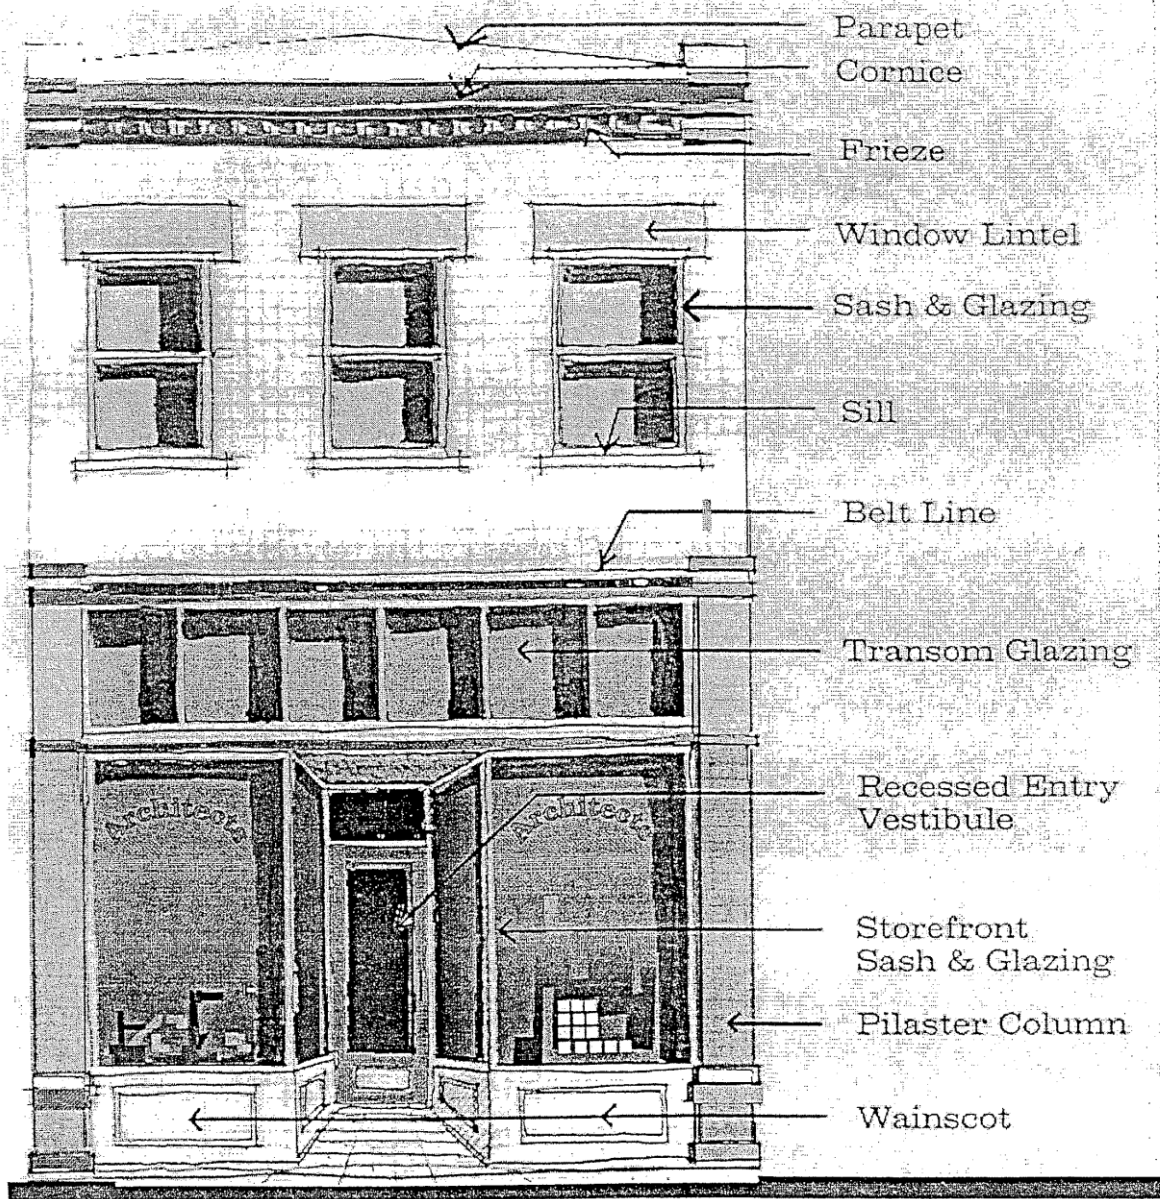 Parapet
Cornice
Frieze
Window Lintel
Sash & Glazing
Sill
Belt Line
Transom Glazing
Recessed Entry
Vestibule
Architects
Architects
Storefront
Sash & Glazing
Pilaster Column
Wainscot